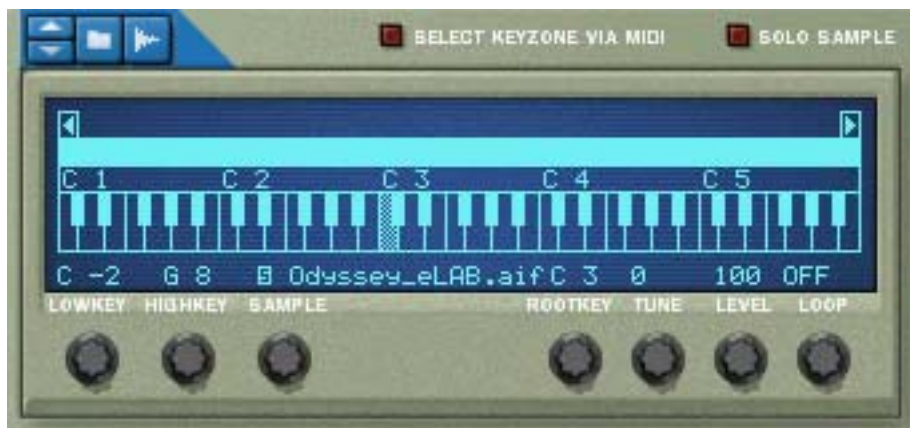 SELECT KEYZONE VIA MIDI SOLO SAMPLE
C 1 C 2 C 3 C 4 C 5
C -2 G 8 S Odyssey_eLAB.aif C 3 0 100 OFF
LOWKEY HIGHKEY SAMPLE ROOTKEY TUNE LEVEL LOOP